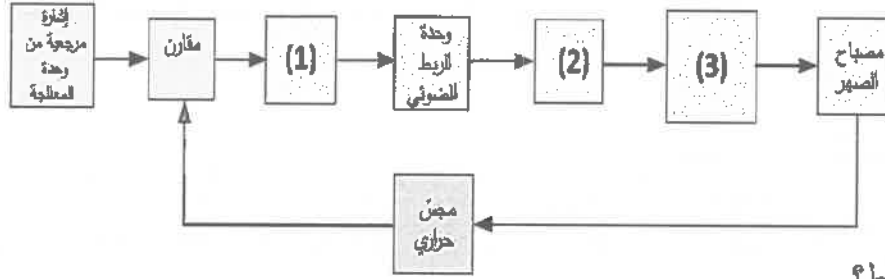 إشارة
مرجعية من
وحدة
المعالجة
مقارن
(1)
وحدة
الربط
الضوئي
(2)
(3)
مصباح
الصهر
مجسّ
حراري